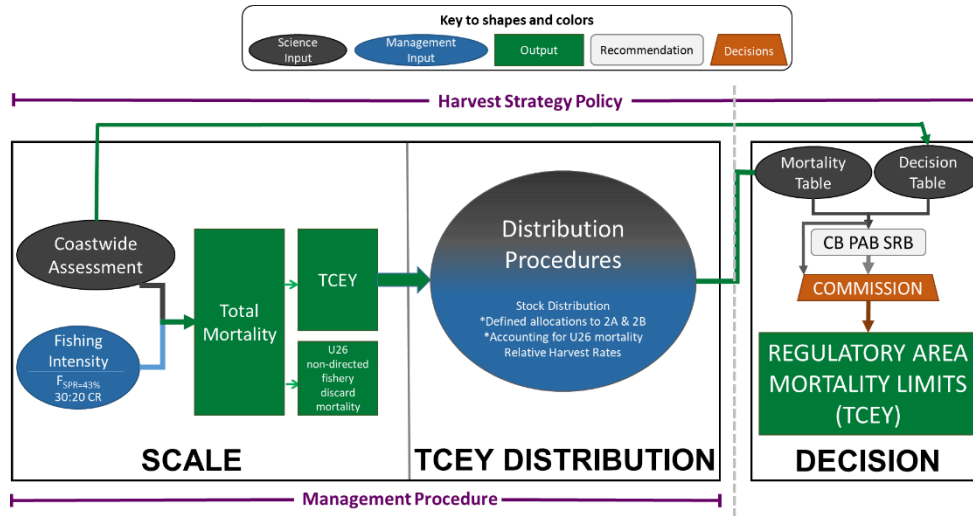 Key to shapes and colors
Science
Input
Management
Input
Output
Recommendation
Decisions
Harvest Strategy Policy
Coastwide
Assessment
Fishing
Intensity
FSPR=43%
30:20 CR
Total
Mortality
TCEY
U26
non-directed
fishery
discard
mortality
SCALE
Distribution
Procedures
Stock Distribution
*Defined allocations to 2A & 2B
*Accounting for U26 mortality
Relative Harvest Rates
TCEY DISTRIBUTION
Mortality
Table
Decision
Table
CB PAB SRB
COMMISSION
REGULATORY AREA
MORTALITY LIMITS
(TCEY)
DECISION
Management Procedure